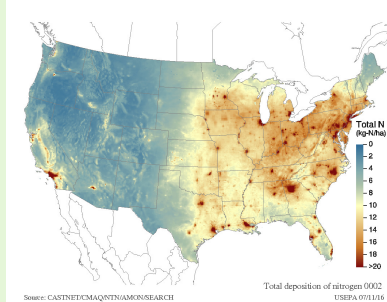 Total N
(kg-N/ha)
0
2
4
6
8
10
12
14
16
18
>20
Total deposition of nitrogen 0002
Source: CASTNET/CMAQ/NTN/AMON/SEARCH
USEPA 07/11/16